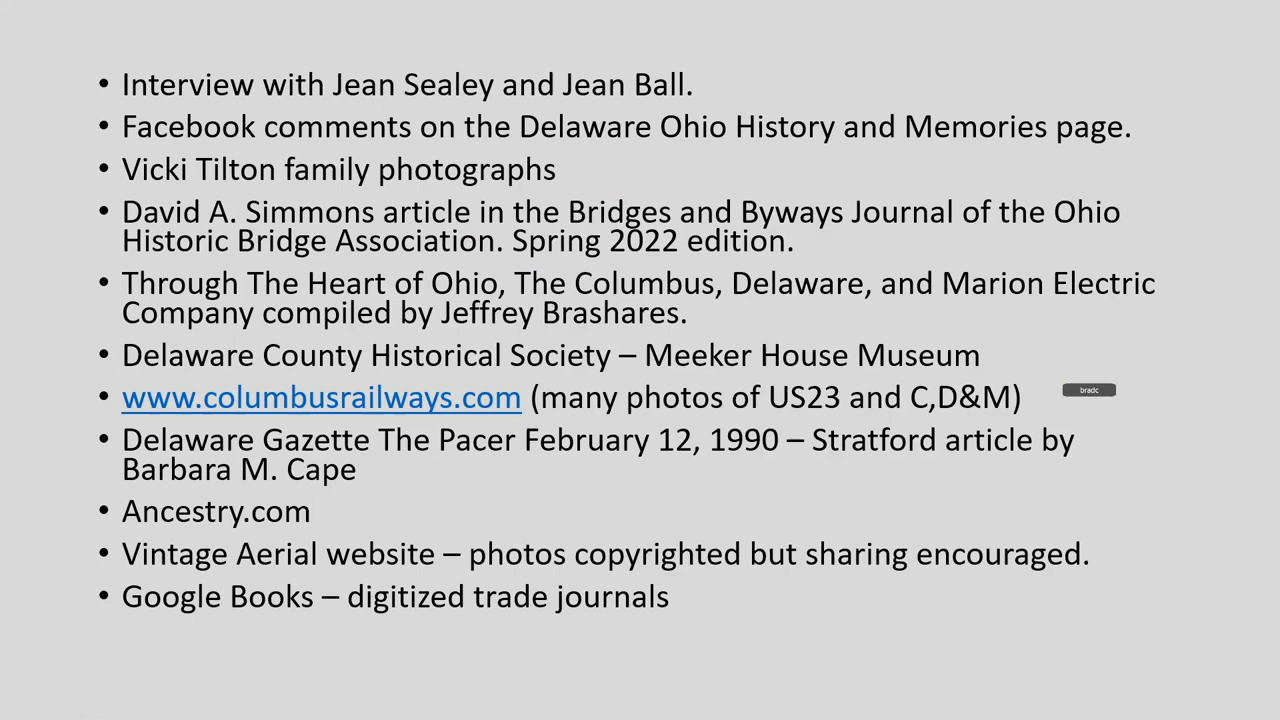 • Interview with Jean Sealey and Jean Ball.
• Facebook comments on the Delaware Ohio History and Memories page.
• Vicki Tilton family photographs
• David A. Simmons article in the Bridges and Byways Journal of the Ohio
Historic Bridge Association. Spring 2022 edition.
• Through The Heart of Ohio, The Columbus, Delaware, and Marion Electric
Company compiled by Jeffrey Brashares.
• Delaware County Historical Society – Meeker House Museum
• www.columbusrailways.com (many photos of US23 and C,D&M)
bradc
• Delaware Gazette The Pacer February 12, 1990 – Stratford article by
Barbara M. Cape
• Ancestry.com
• Vintage Aerial website – photos copyrighted but sharing encouraged.
• Google Books – digitized trade journals